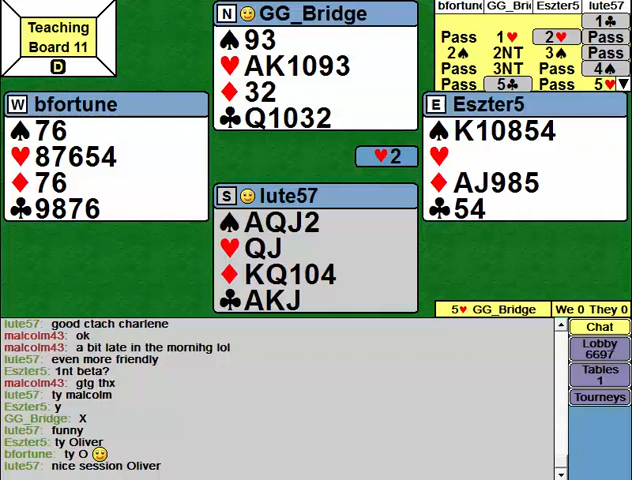 Teaching
Board 11
D
N GG_Bridge
♠93
♥AK1093
♦32
♣Q1032
bfortun GG_Bri Eszter5 lute57
1♣
Pass 1♥ 2♥ Pass
2♠ 2NT 3♠ Pass
Pass 3NT Pass 4♠
Pass 5♣ Pass 5♥
W bfortune
♠76
♥87654
♦76
♣9876
♥2
E Eszter5
♠K10854
♥
♦AJ985
♣54
S lute57
♠AQJ2
♥QJ
♦KQ104
♣AKJ
5♥ GG_Bridge We 0 They 0
lute57: good ctach charlene
malcolm43: ok
malcolm43: a bit late in the mornihg lol
lute57: even more friendly
Eszter5: 1nt beta?
malcolm43: gtg thx
lute57: ty malcolm
Eszter5: y
GG_Bridge: X
lute57: funny
Eszter5: ty Oliver
bfortune: ty O
lute57: nice session Oliver
Chat
Lobby
6697
Tables
1
Tourneys